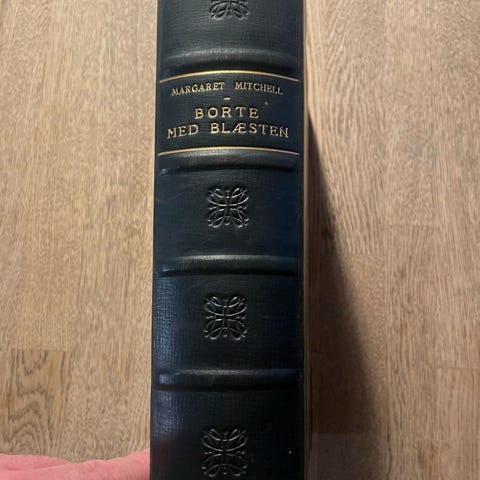 MARGARET MITCHELL
–
BORTE
MED BLÆSTEN